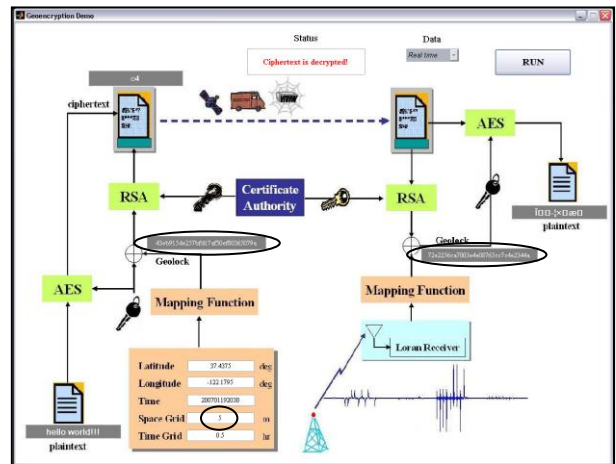 Geoencryption Demo
Status
Data
Ciphertext is decrypted!
Real time
RUN
ciphertext
AES
RSA
Certificate
Authority
RSA
plaintext
Geolock
Geolock
AES
Mapping Function
Mapping Function
Loran Receiver
Latitude 37.4375 deg
Longitude -122.1795 deg
Time 200701192030
Space Grid 5 m
Time Grid 0.5 hr
hello world!!!
plaintext